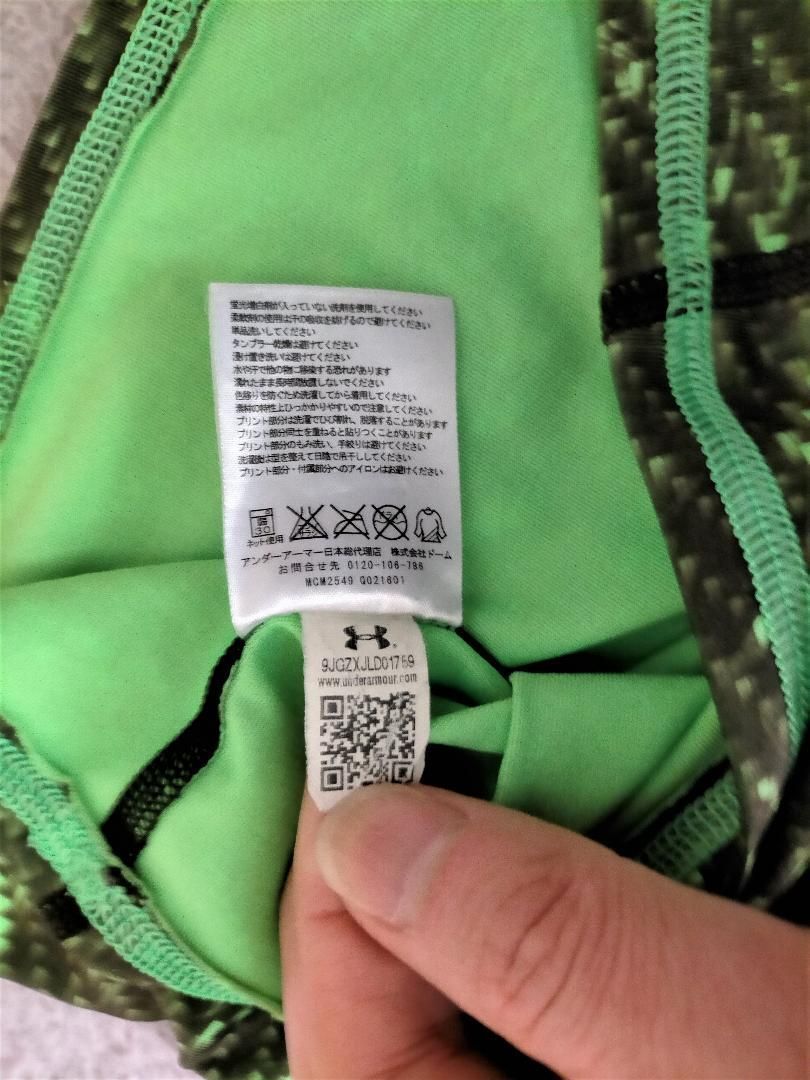 蛍光増白剤が入っていない洗剤を使用してください
柔軟剤の使用は汗の吸収を妨げるので避けてください
単品洗いしてください
タンブラー乾燥は避けてください
浸け置き洗いは避けてください
水や汗で他の物に移染する恐れがあります
濡れたまま長時間放置しないでください
色移りを防ぐため洗濯してから着用してください
素材の特性上ひっかかりやすいので注意してください
プリント部分は洗濯でひび割れ、脱落することがあります
プリント部分同士を重ねると貼りつくことがあります
プリント部分のもみ洗い、手絞りは避けてください
洗濯後は型を整えて日陰で吊干ししてください
プリント部分・付属部分へのアイロンはお避けください
30
ネット使用
アンダーアーマー日本総代理店 株式会社ドーム
お問合せ先 0120-106-786
MCM2549 Q021601
9JGZXJLD01769
www.underarmour.com